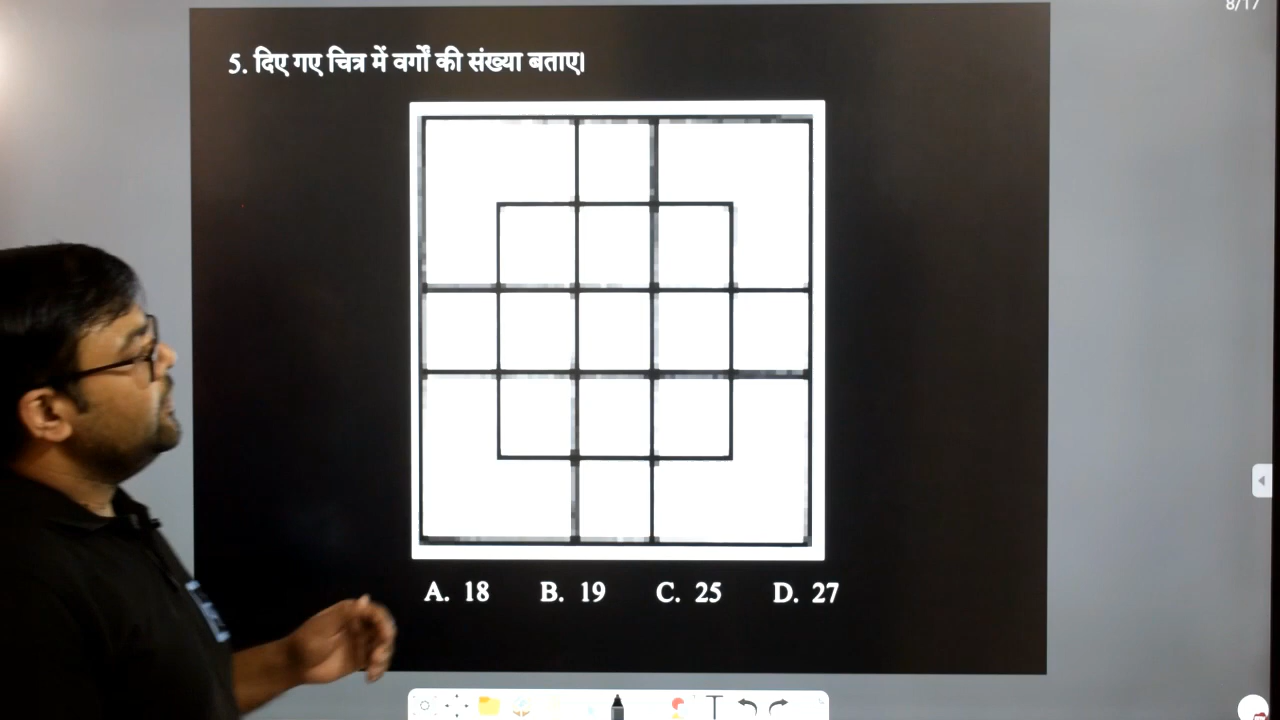 8/17
5. दिए गए चित्र में वर्गों की संख्या बताए।
A. 18 B. 19 C. 25 D. 27
T